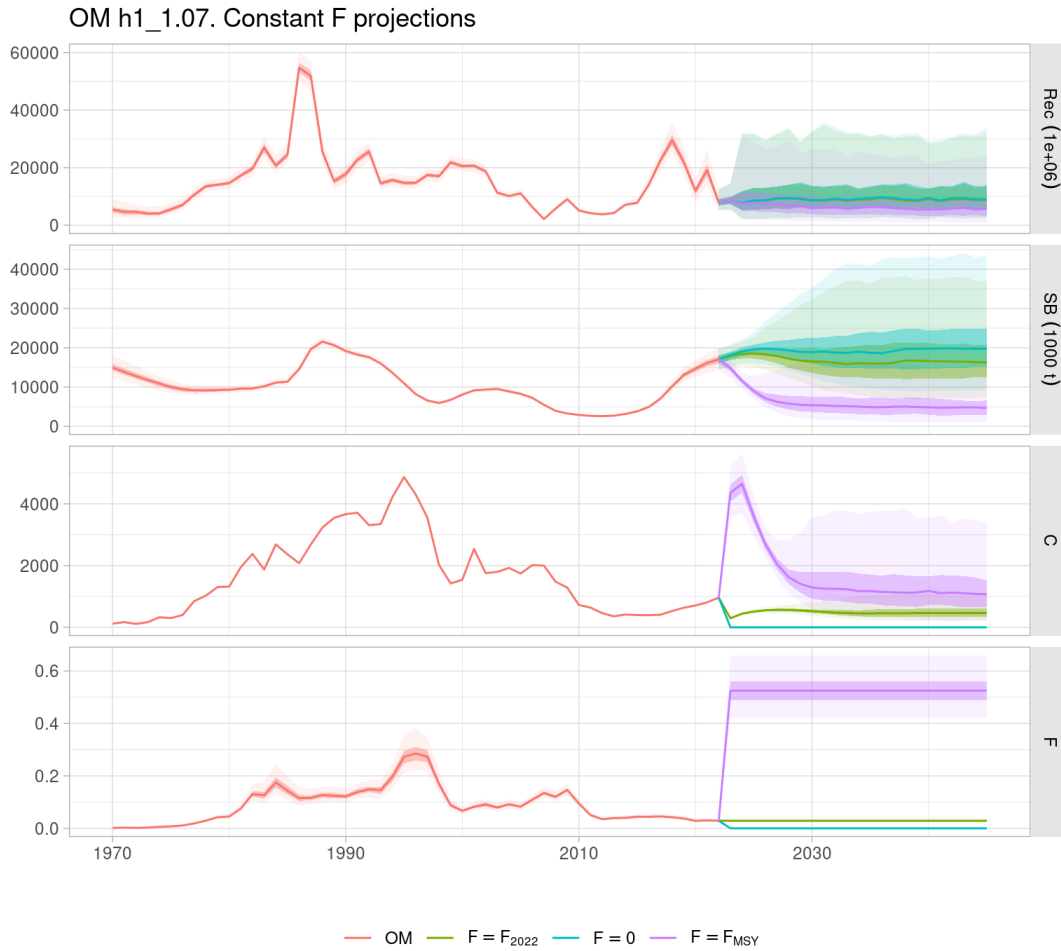 OM h1_1.07. Constant F projections
60000
40000
20000
0
Rec (1e+06)
40000
30000
20000
10000
0
SB (1000 t)
4000
2000
0
C
0.6
0.4
0.2
0.0
F
1970 1990 2010 2030
OM F = F2022 F = 0 F = FMSY